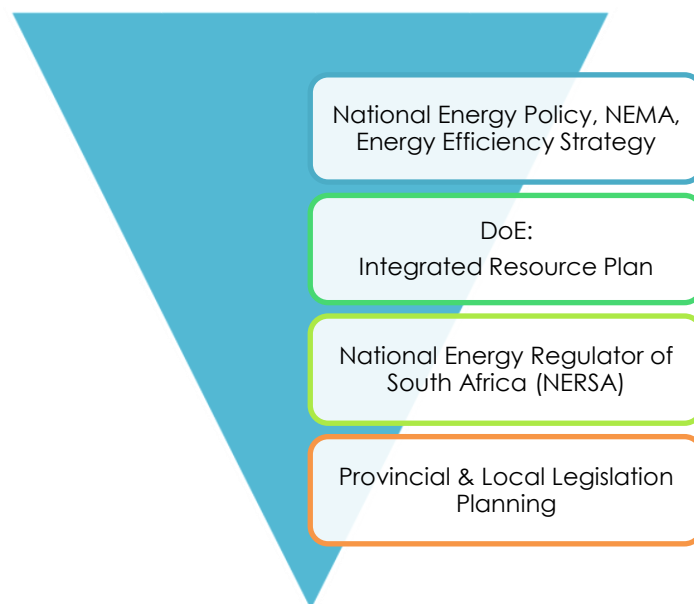 National Energy Policy, NEMA,
Energy Efficiency Strategy
DoE:
Integrated Resource Plan
National Energy Regulator of
South Africa (NERSA)
Provincial & Local Legislation
Planning